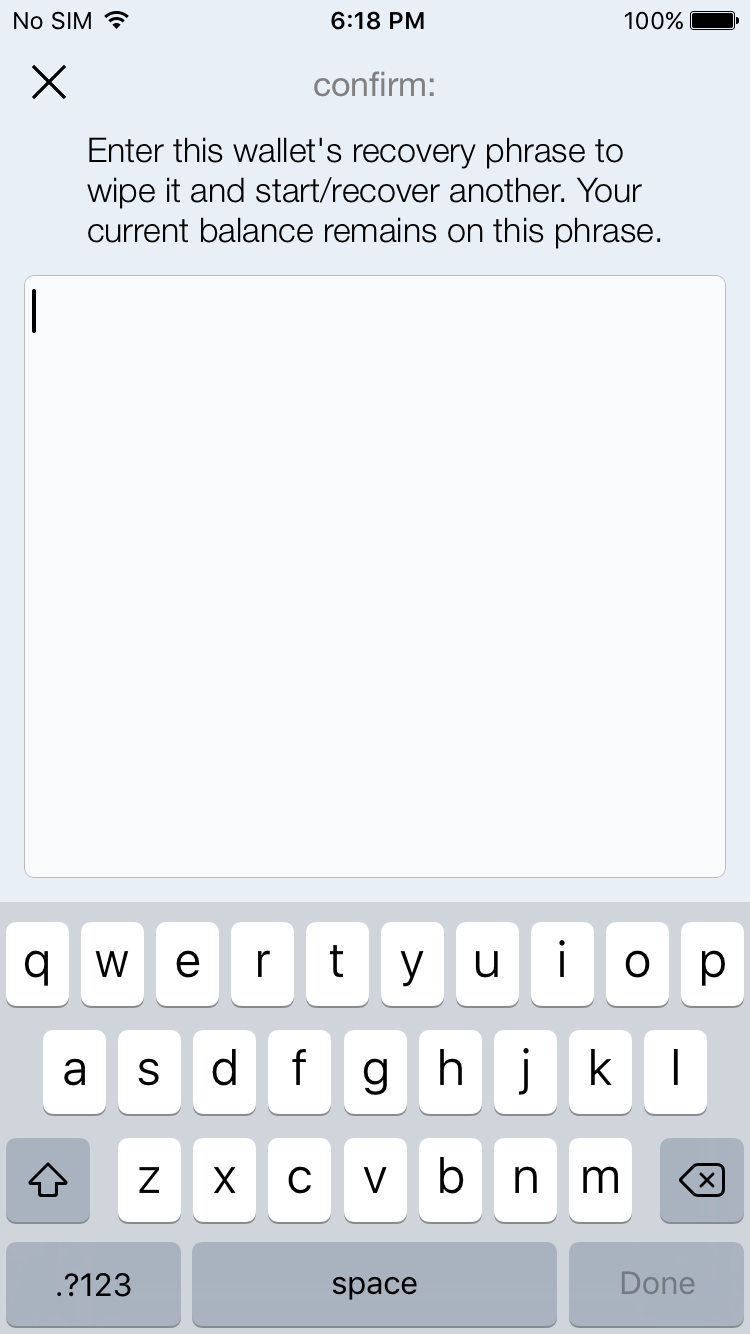 No SIM 6:18 PM 100%
confirm:
Enter this wallet's recovery phrase to
wipe it and start/recover another. Your
current balance remains on this phrase.
q w e r t y u i o p
a s d f g h j k l
z x c v b n m
.?123 space Done